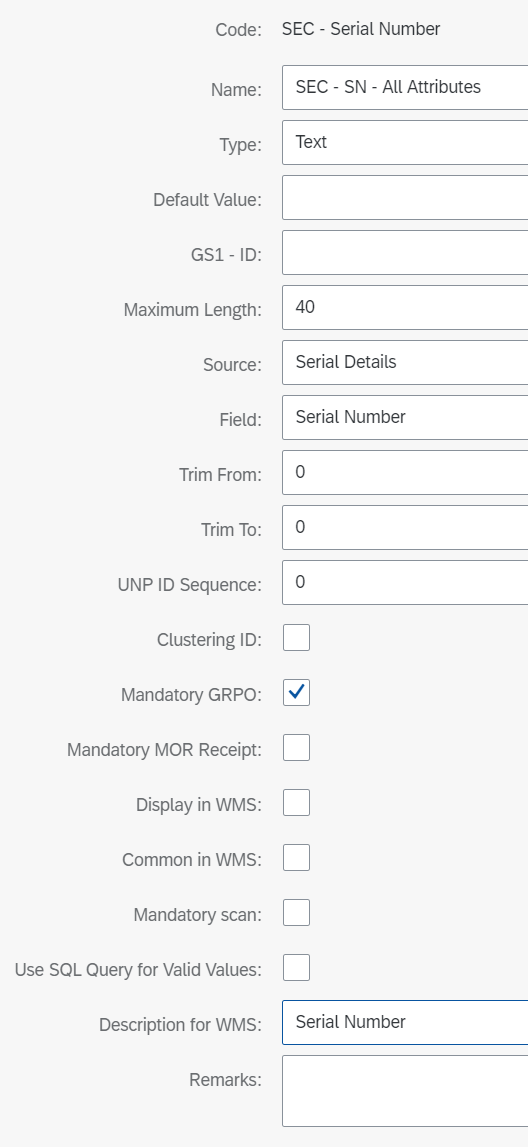 Code: SEC - Serial Number
Name: SEC - SN - All Attributes
Type: Text
Default Value:
GS1 - ID:
Maximum Length: 40
Source: Serial Details
Field: Serial Number
Trim From: 0
Trim To: 0
UNP ID Sequence: 0
Clustering ID:
Mandatory GRPO:
Mandatory MOR Receipt:
Display in WMS:
Common in WMS:
Mandatory scan:
Use SQL Query for Valid Values:
Description for WMS: Serial Number
Remarks: